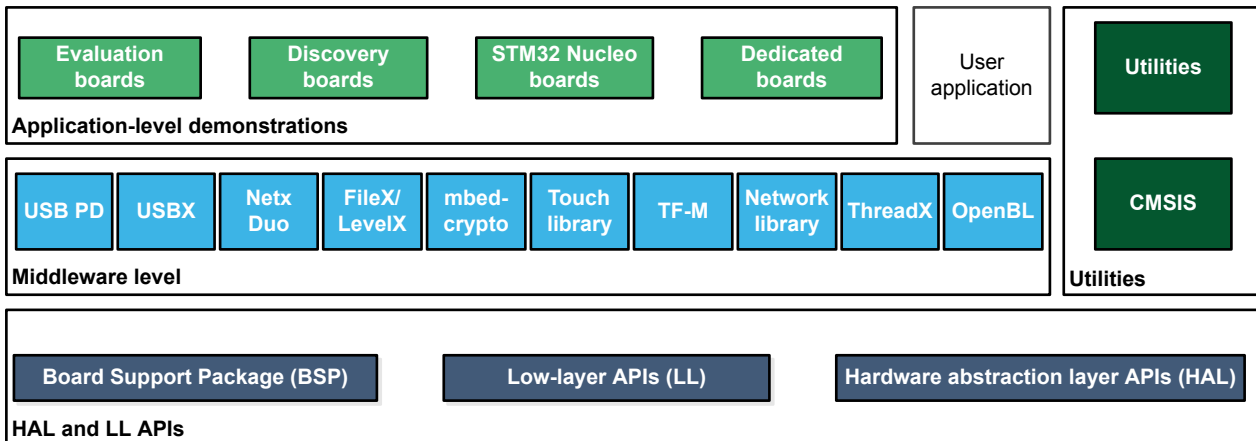 Evaluation
boards
Discovery
boards
STM32 Nucleo
boards
Dedicated
boards
Application-level demonstrations
User
application
Utilities
USB PD
USBX
Netx
Duo
FileX/
LevelX
mbed-
crypto
Touch
library
TF-M
Network
library
ThreadX
OpenBL
Middleware level
CMSIS
Utilities
Board Support Package (BSP)
Low-layer APIs (LL)
Hardware abstraction layer APIs (HAL)
HAL and LL APIs